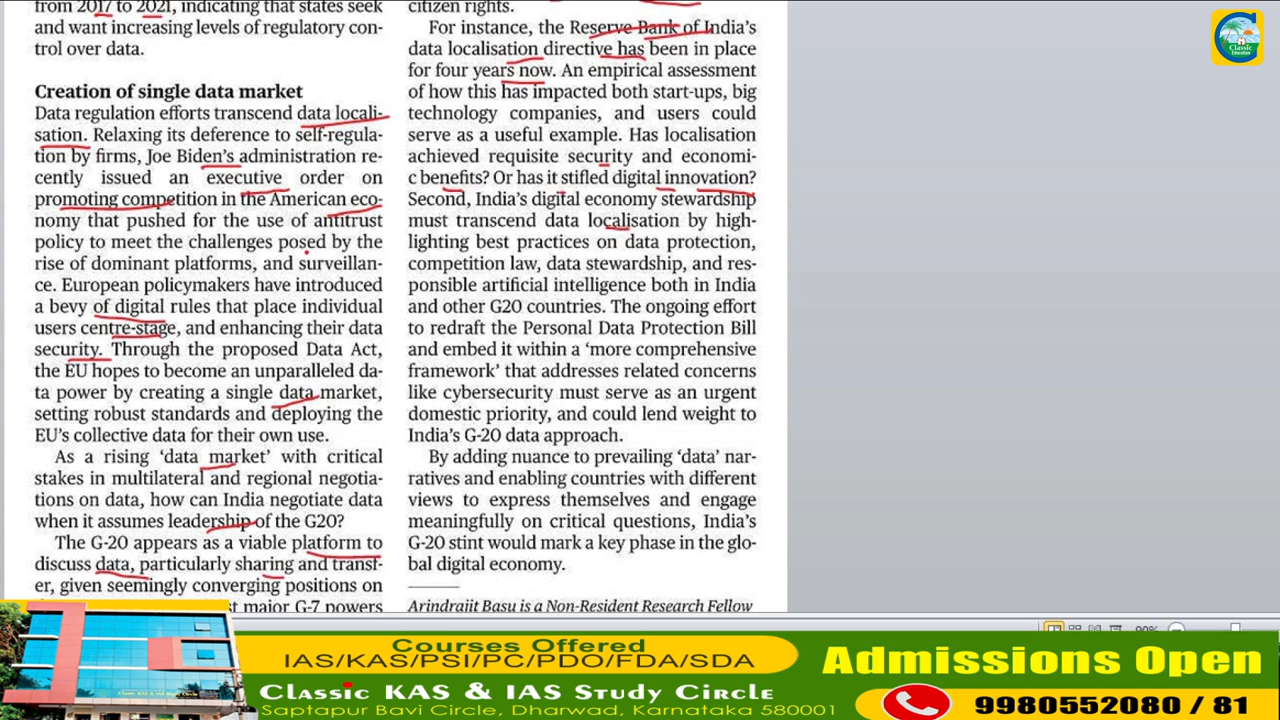 from 2017 to 2021, indicating that states seek
and want increasing levels of regulatory con-
trol over data.
Creation of single data market
Data regulation efforts transcend data locali-
sation. Relaxing its deference to self-regula-
tion by firms, Joe Biden's administration re-
cently issued an executive order on
promoting competition in the American eco-
nomy that pushed for the use of antitrust
policy to meet the challenges posed by the
rise of dominant platforms, and surveillan-
ce. European policymakers have introduced
a bevy of digital rules that place individual
users centre-stage, and enhancing their data
security. Through the proposed Data Act,
the EU hopes to become an unparalleled da-
ta power by creating a single data market,
setting robust standards and deploying the
EU's collective data for their own use.
As a rising 'data market' with critical
stakes in multilateral and regional negotia-
tions on data, how can India negotiate data
when it assumes leadership of the G20?
The G-20 appears as a viable platform to
discuss data, particularly sharing and transf-
er, given seemingly converging positions on
st major G-7 powers
citizen rights.
For instance, the Reserve Bank of India's
data localisation directive has been in place
for four years now. An empirical assessment
of how this has impacted both start-ups, big
technology companies, and users could
serve as a useful example. Has localisation
achieved requisite security and economi-
c benefits? Or has it stifled digital innovation?
Second, India's digital economy stewardship
must transcend data localisation by high-
lighting best practices on data protection,
competition law, data stewardship, and res-
ponsible artificial intelligence both in India
and other G20 countries. The ongoing effort
to redraft the Personal Data Protection Bill
and embed it within a 'more comprehensive
framework' that addresses related concerns
like cybersecurity must serve as an urgent
domestic priority, and could lend weight to
India's G-20 data approach.
By adding nuance to prevailing 'data' nar-
ratives and enabling countries with different
views to express themselves and engage
meaningfully on critical questions, India's
G-20 stint would mark a key phase in the glo-
bal digital economy.
Arindrajit Basu is a Non-Resident Research Fellow
Classic
Education
90%
Courses Offered
IAS/KAS/PSI/PC/PDO/FDA/SDA
Classic KAS & IAS Study Circle
Saptapur Bavi Circle, Dharwad, Karnataka 580001
Admissions Open
9980552080 / 81